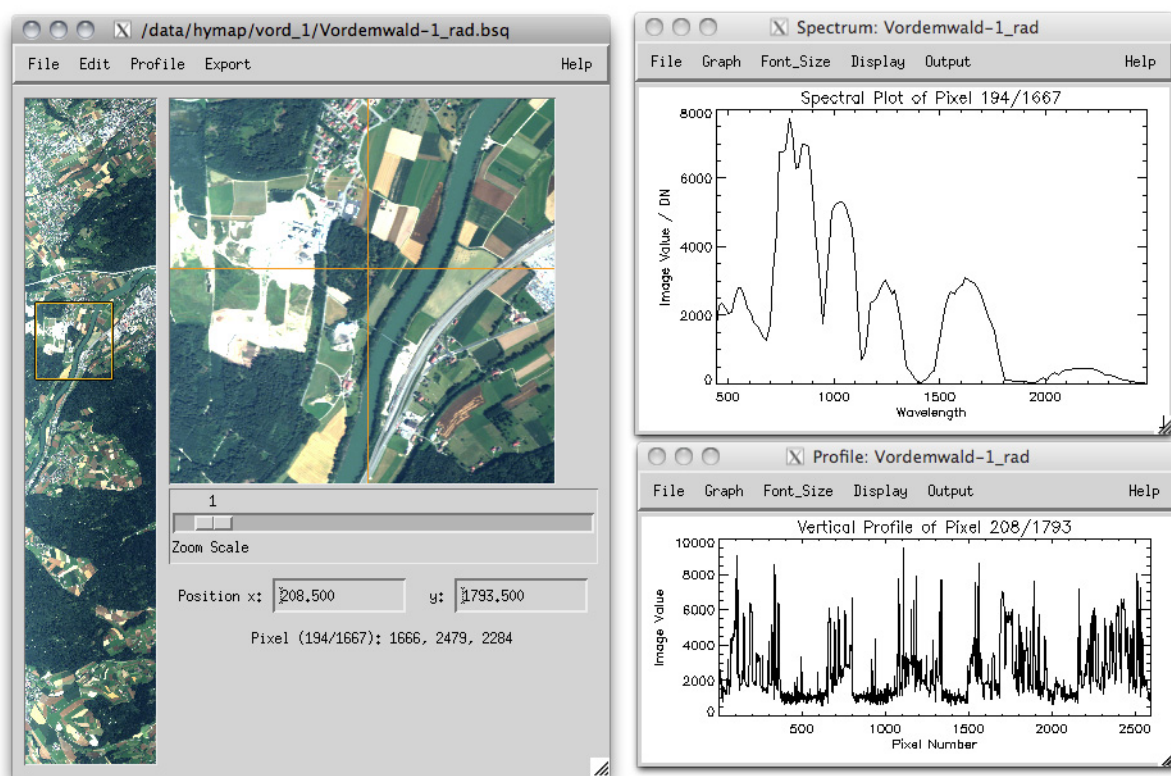 /data/hymap/vord_1/Vordemwald-1_rad.bsq
File Edit Profile Export Help
1
Zoom Scale
Position x: 208.500 y: 1793.500
Pixel (194/1667): 1666, 2479, 2284
X Spectrum: Vordemwald-1_rad
File Graph Font_Size Display Output Help
Spectral Plot of Pixel 194/1667
8000
6000
4000
2000
0
Image Value / DN
500 1000 1500 2000
Wavelength
X Profile: Vordemwald-1_rad
File Graph Font_Size Display Output Help
Vertical Profile of Pixel 208/1793
10000
8000
6000
4000
2000
0
Image Value
500 1000 1500 2000 2500
Pixel Number